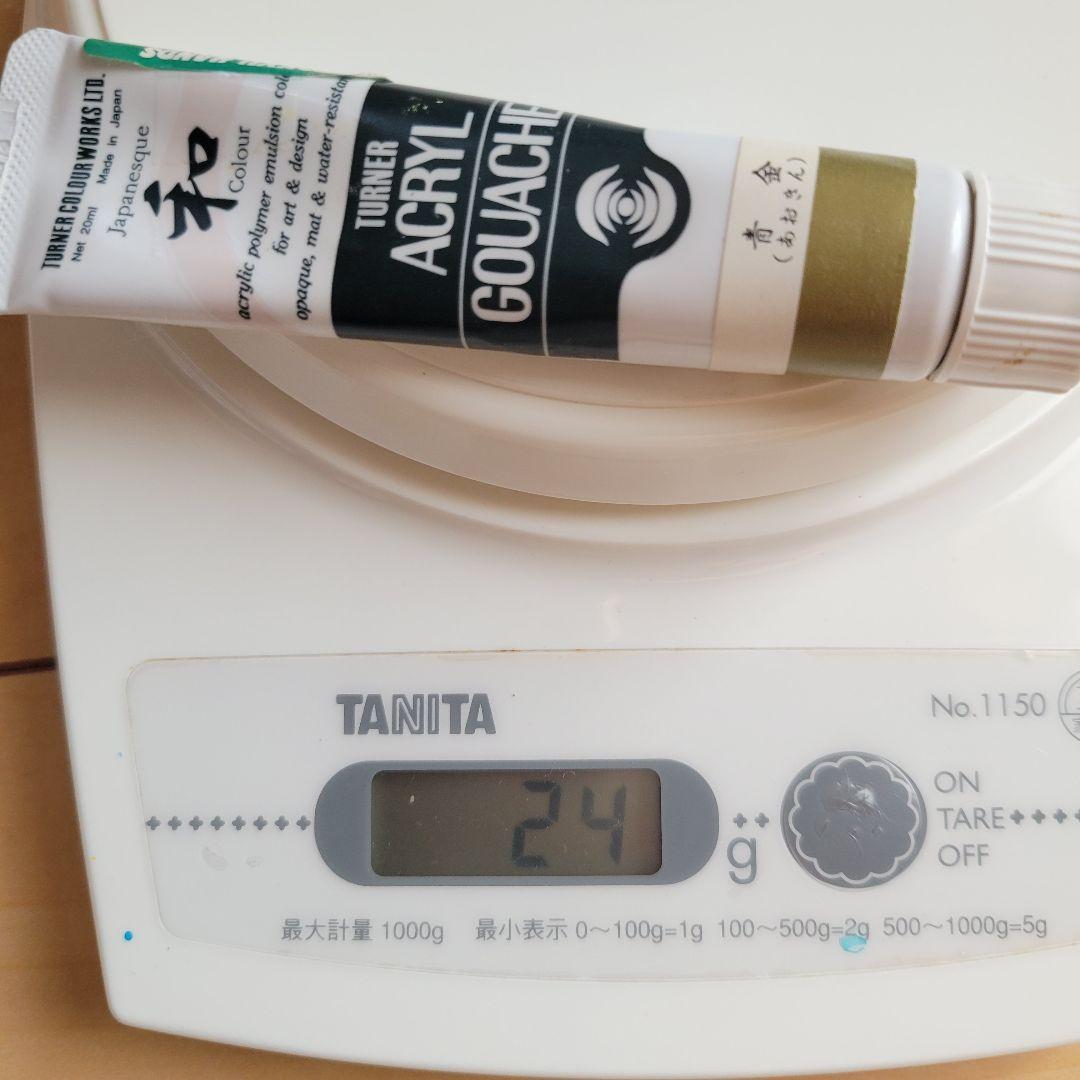 TURNER COLOUR WORKS LTD.
Net 20ml Made in Japan
Japanesque
和
Colour
acrylic polymer emulsion
for art & design
opaque, mat & water-resistant
TURNER
ACRYL
GOUACHE
青金
(あおきん)
TANITA
No.1150
24
g
ON
TARE
OFF
最大計量 1000g 最小表示 0〜100g=1g 100〜500g=2g 500〜1000g=5g